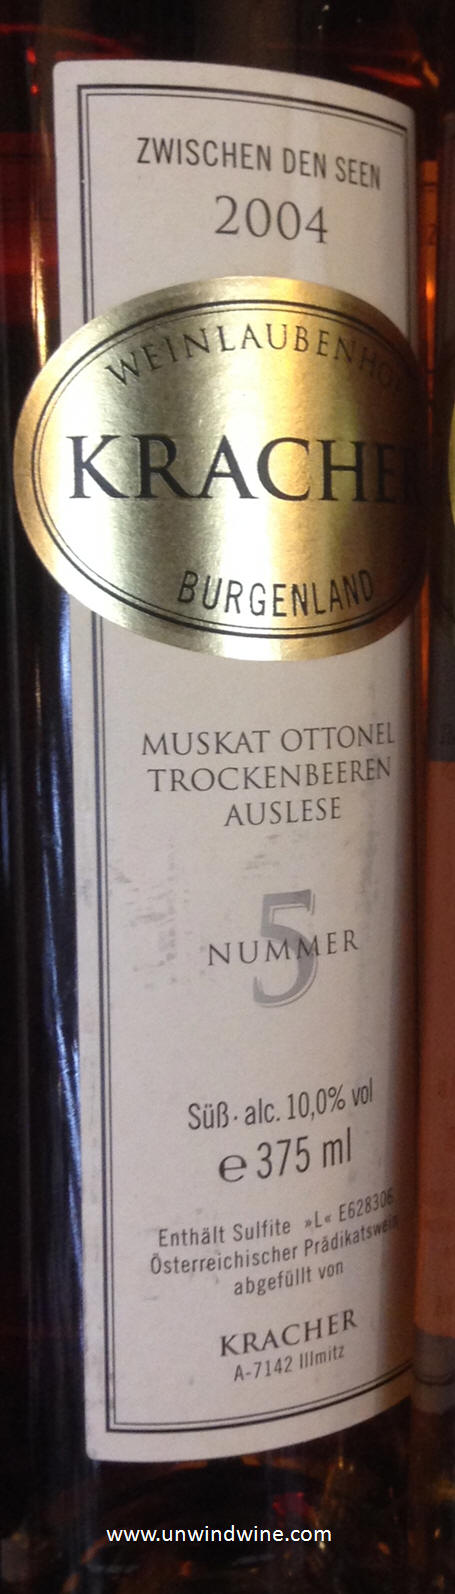 ZWISCHEN DEN SEEN
2004
WEINLAUBENHOF
KRACHER
BURGENLAND
MUSKAT OTTONEL
TROCKENBEEREN
AUSLESE
5
NUMMER
Süß · alc. 10,0% vol
℮ 375 ml
Enthält Sulfite »L« E628306
Österreichischer Prädikatswein
abgefüllt von
KRACHER
A-7142 Illmitz
www.unwindwine.com